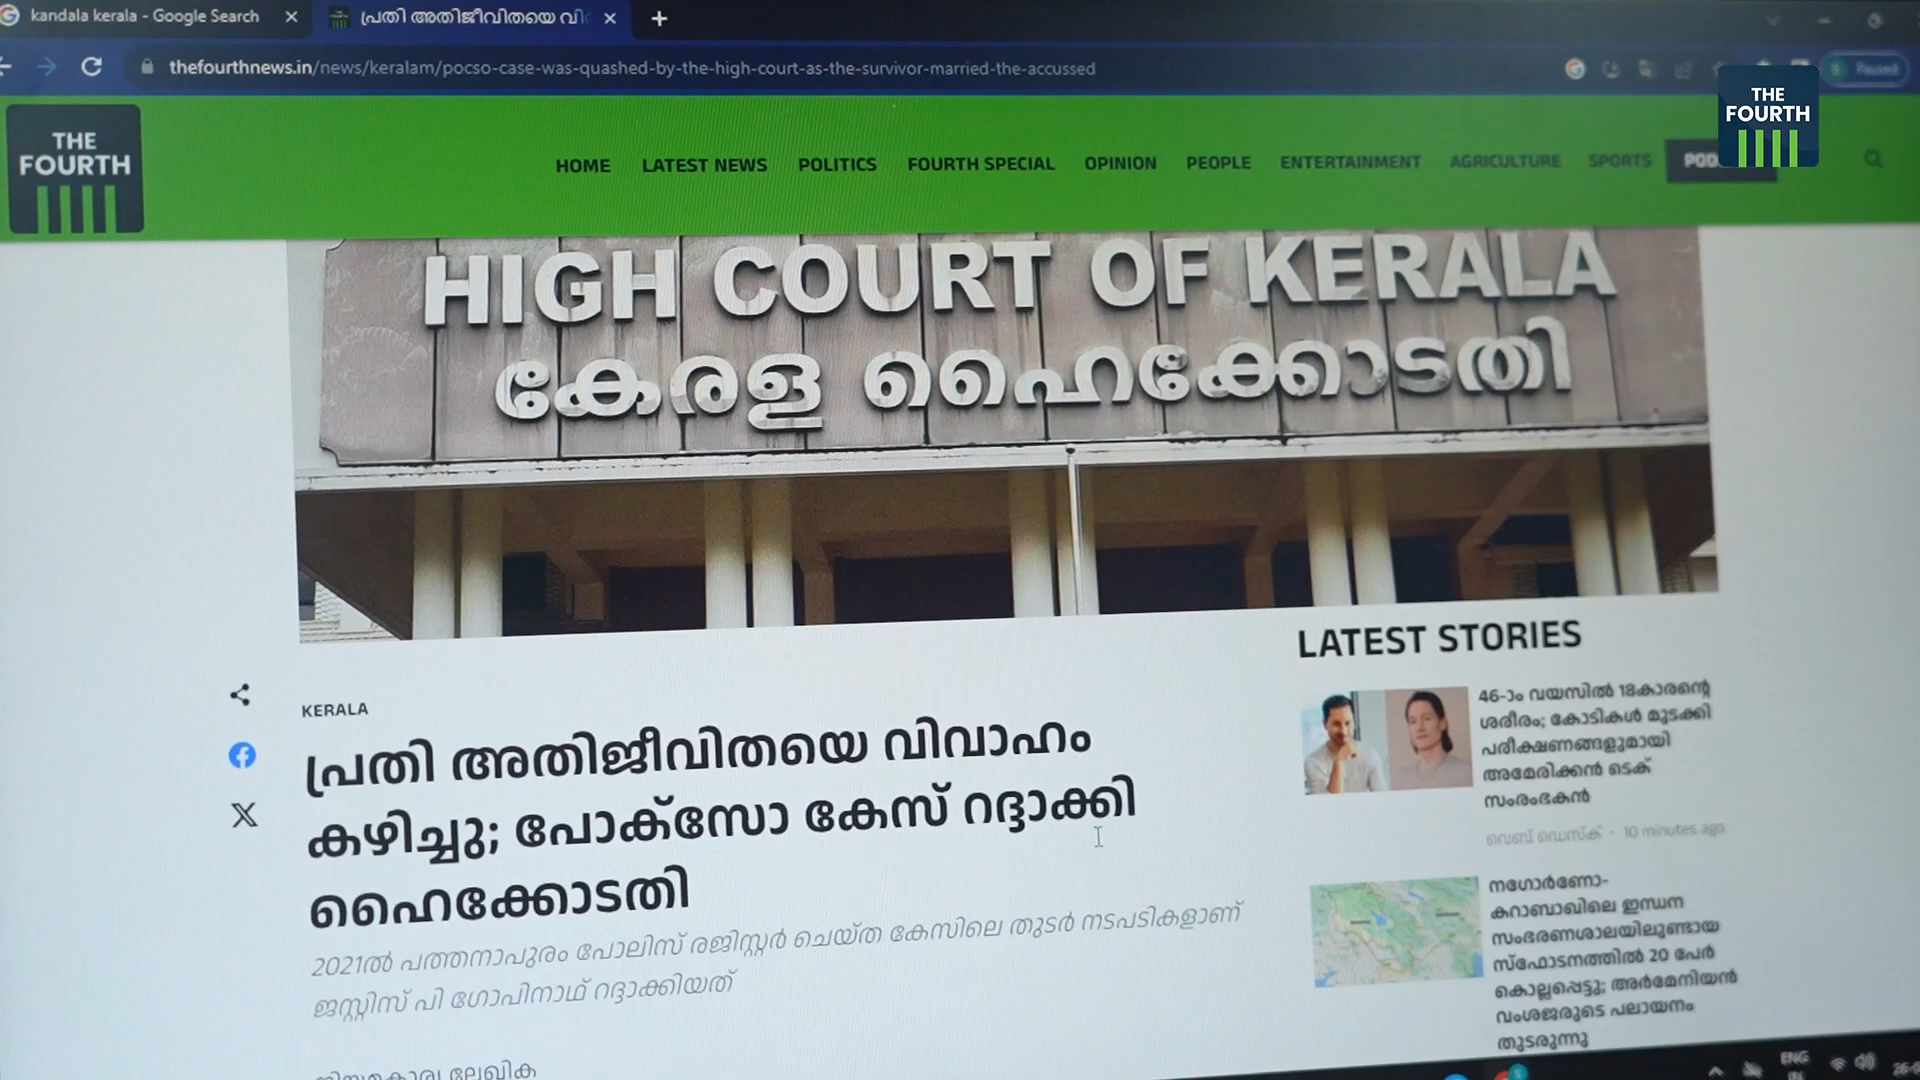 kandala kerala - Google Search
പ്രതി അതിജീവിതയെ
thefourthnews.in/news/keralam/pocso-case-was-quashed-by-the-high-court-as-the-survivor-married-the-accussed
Paused
THE
FOURTH
THE
FOURTH
HOME LATEST NEWS POLITICS FOURTH SPECIAL OPINION PEOPLE ENTERTAINMENT AGRICULTURE SPORTS
HIGH COURT OF KERALA
കേരള ഹൈക്കോടതി
KERALA
പ്രതി അതിജീവിതയെ വിവാഹം
കഴിച്ചു; പോക്സോ കേസ് റദ്ദാക്കി
ഹൈക്കോടതി
2021ൽ പത്തനാപുരം പോലിസ് രജിസ്റ്റർ ചെയ്ത കേസിലെ തുടർ നടപടികളാണ്
ജസ്റ്റിസ് പി ഗോപിനാഥ് റദ്ദാക്കിയത്
നിയമകാര്യ ലേഖിക
LATEST STORIES
46-ാം വയസിൽ 18കാരന്റെ
ശരീരം; കോടികൾ മുടക്കി
പരീക്ഷണങ്ങളുമായി
അമേരിക്കൻ ടെക്
സംരംഭകൻ
വെബ് ഡെസ്ക് · 10 minutes ago
നഗോർണോ-
കറാബാഖിലെ ഇന്ധന
സംഭരണശാലയിലുണ്ടായ
സ്ഫോടനത്തിൽ 20 പേർ
കൊല്ലപ്പെട്ടു; അർമേനിയൻ
വംശജരുടെ പലായനം
തുടരുന്നു
ENG
IN